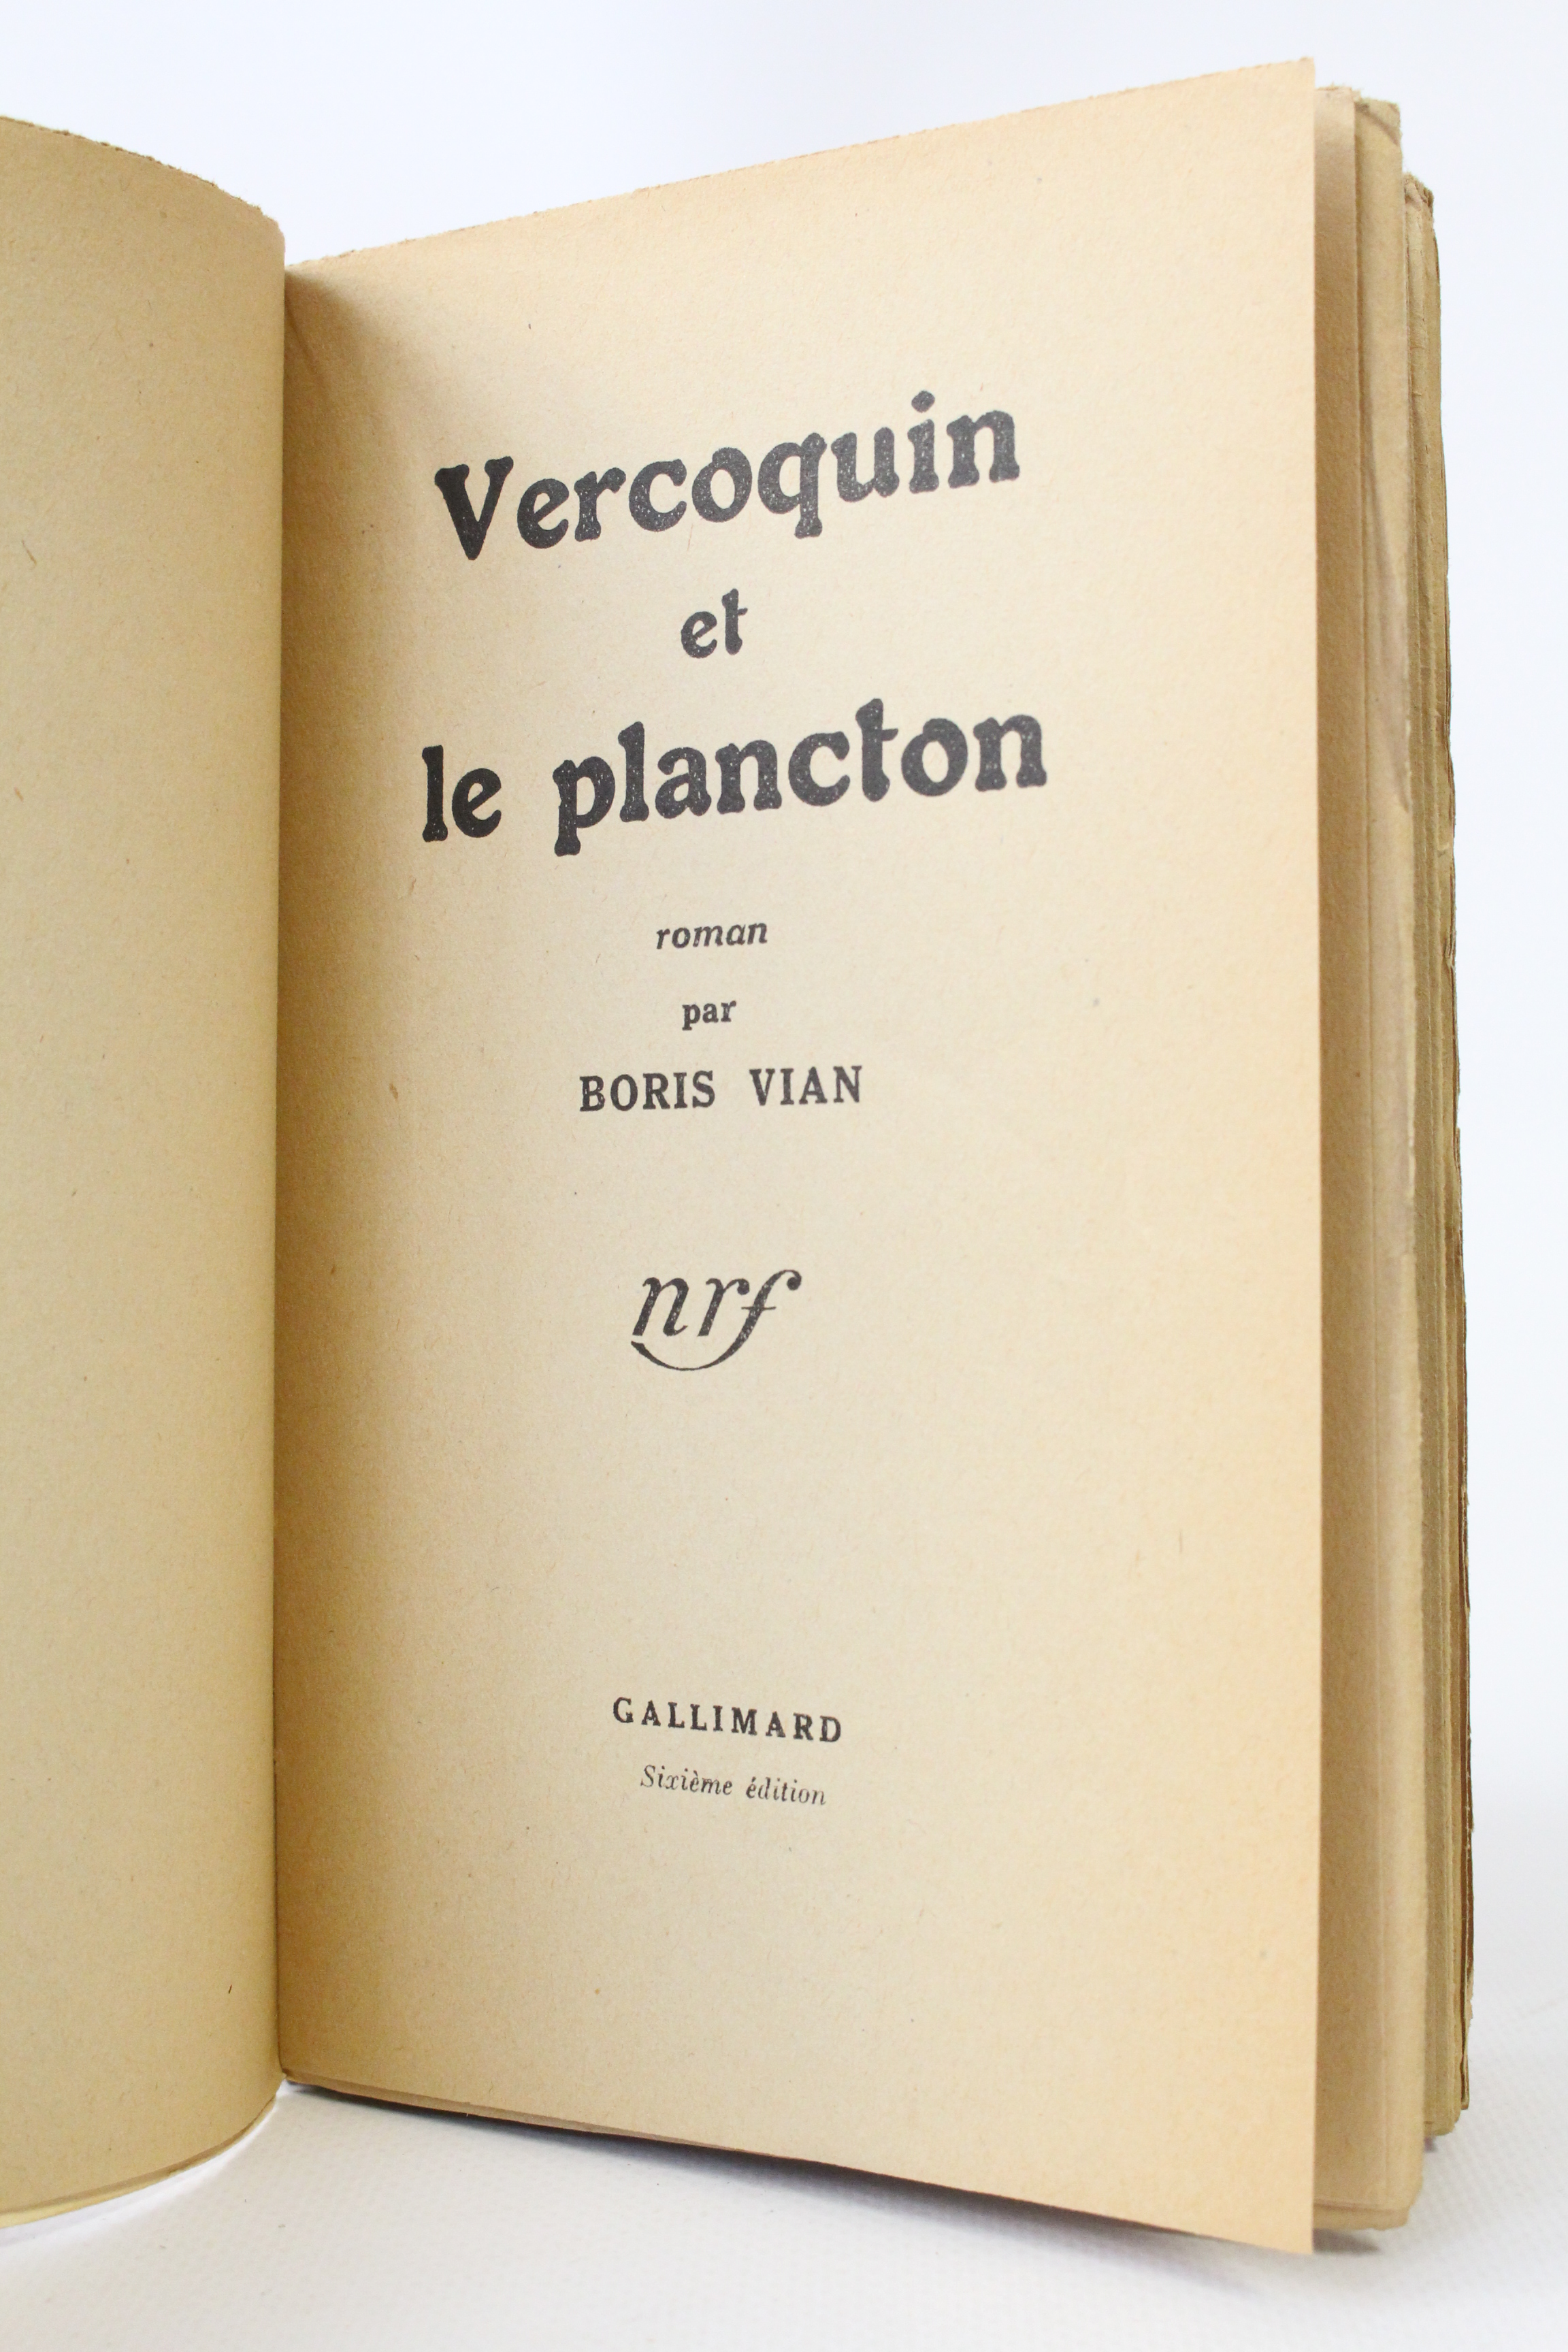 Vercoquin
et
le plancton
roman
par
BORIS VIAN
nrf
GALLIMARD
Sixième édition